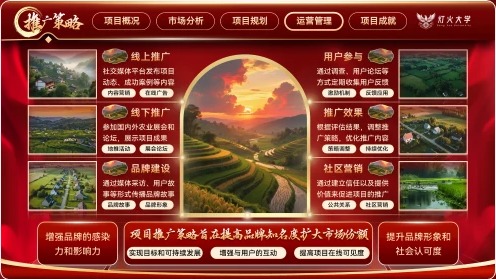 推广策略
项目概况
市场分析
项目规划
运营管理
项目成就
灯火大学
线上推广
社交媒体平台发布项目
动态、成功案例等内容
内容营销
在线广告
线下推广
参加国内外农业展会和
论坛，展示项目成果
地推活动
展会论坛
品牌建设
通过媒体采访、用户故
事等形式传播品牌故事
品牌故事
品牌形象
用户参与
通过调查、用户论坛等
方式定期收集用户反馈
激励机制
反馈应用
推广效果
根据评估结果，调整推
广策略，优化推广内容
策略调整
持续优化
社区营销
通过建立信任以及提供
价值来促进项目的推广
公共关系
社区营销
增强品牌的感染
力和影响力
项目推广策略旨在提高品牌知名度扩大市场份额
实现目标和可持续发展
增强与用户的互动
提高项目在线可见度
提升品牌形象和
社会认可度